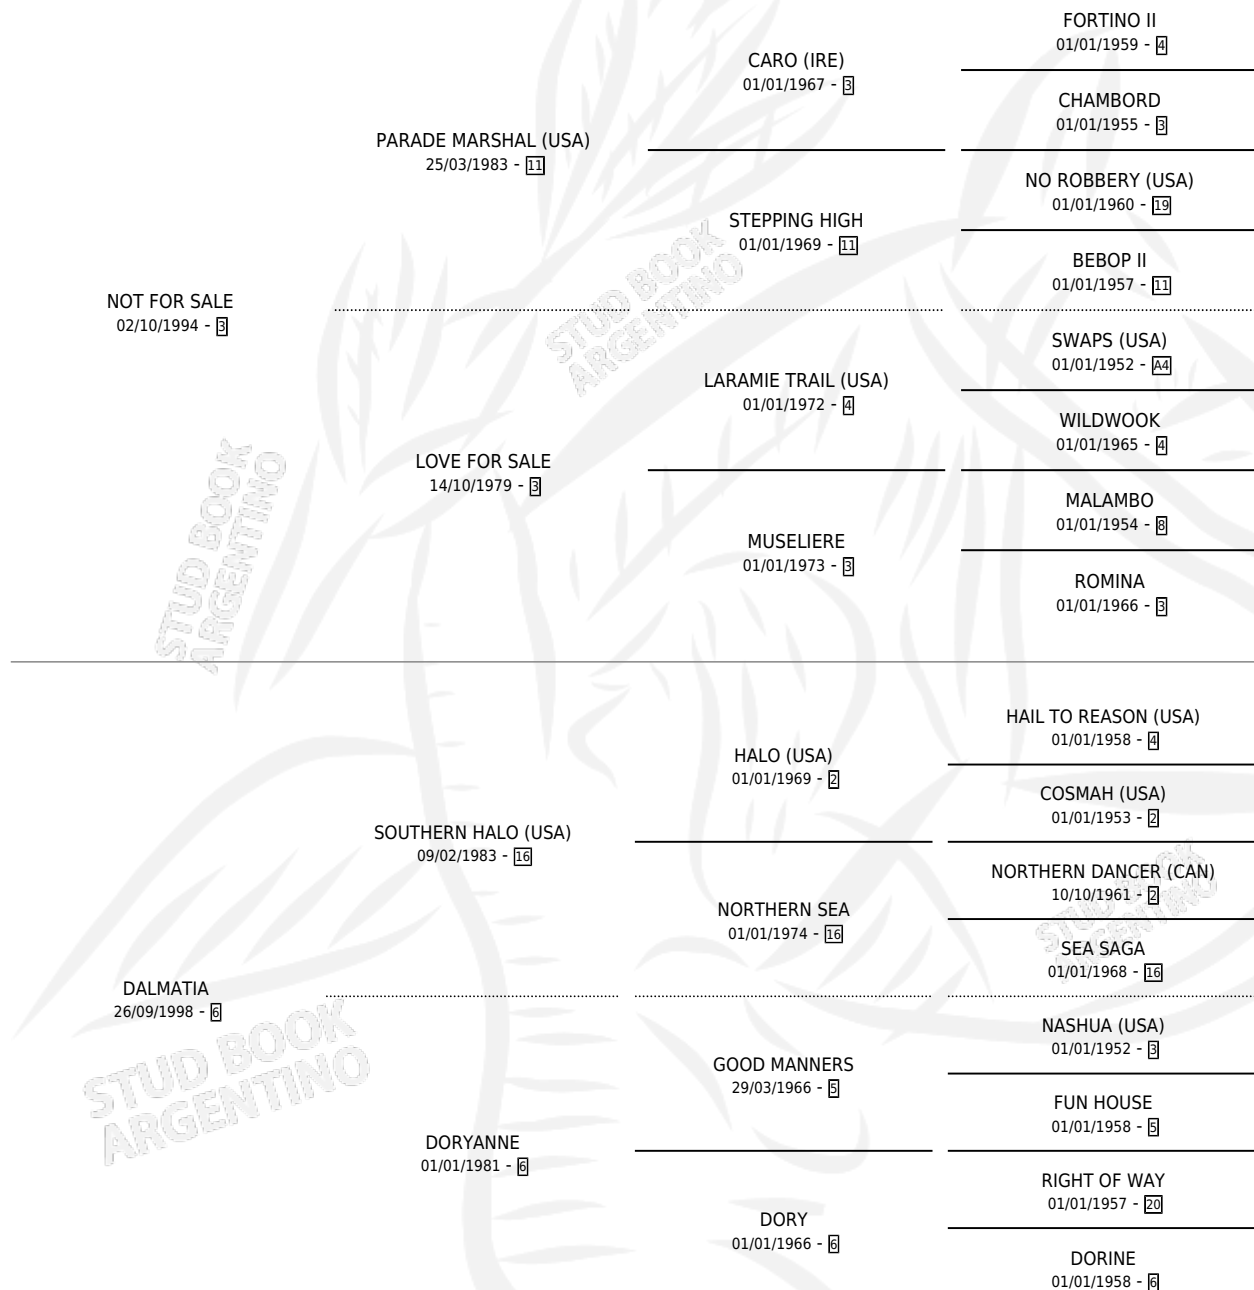 FORTINO II
01/01/1959 - 4
CARO (IRE)
01/01/1967 - 3
CHAMBORD
01/01/1955 - 3
PARADE MARSHAL (USA)
25/03/1983 - 11
NO ROBBERY (USA)
01/01/1960 - 19
STEPPING HIGH
01/01/1969 - 11
BEBOP II
01/01/1957 - 11
NOT FOR SALE
02/10/1994 - 3
STUD BOOK
ARGENTINO
SWAPS (USA)
01/01/1952 - A4
LARAMIE TRAIL (USA)
01/01/1972 - 4
WILDWOOK
01/01/1965 - 4
LOVE FOR SALE
14/10/1979 - 3
MALAMBO
01/01/1954 - 8
MUSELIERE
01/01/1973 - 3
ROMINA
01/01/1966 - 3
STUD BOOK
ARGENTINO
HAIL TO REASON (USA)
01/01/1958 - 4
HALO (USA)
01/01/1969 - 2
COSMAH (USA)
01/01/1953 - 2
SOUTHERN HALO (USA)
09/02/1983 - 16
NORTHERN DANCER (CAN)
10/10/1961 - 2
NORTHERN SEA
01/01/1974 - 16
STUD BOOK
ARGENTINO
SEA SAGA
01/01/1968 - 16
DALMATIA
26/09/1998 - 6
NASHUA (USA)
01/01/1952 - 3
GOOD MANNERS
29/03/1966 - 5
STUD BOOK
ARGENTINO
FUN HOUSE
01/01/1958 - 5
DORYANNE
01/01/1981 - 6
RIGHT OF WAY
01/01/1957 - 20
DORY
01/01/1966 - 6
DORINE
01/01/1958 - 6